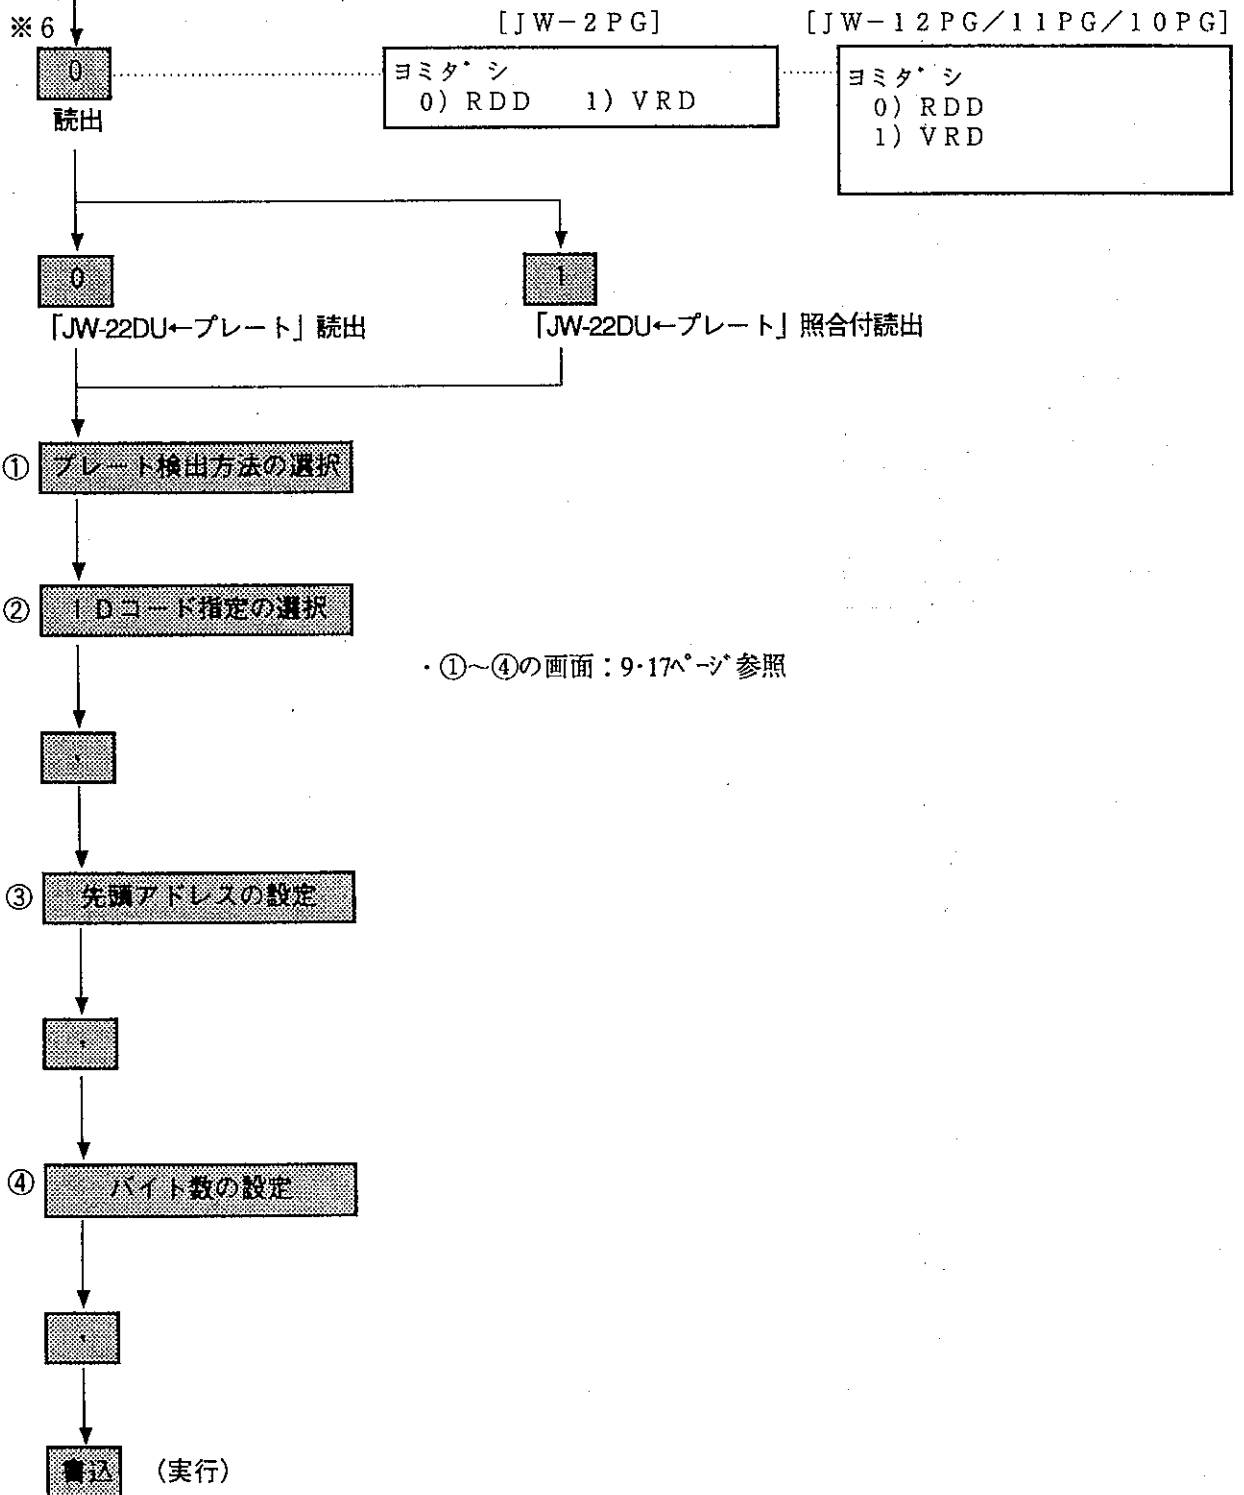 ※6
[JW-2PG]
[JW-12PG/11PG/10PG]
0
読出
ヨミダシ
0) RDD 1) VRD
ヨミダシ
0) RDD
1) VRD
0
「JW-22DU←プレート」読出
1
「JW-22DU←プレート」照合付読出
① プレート検出方法の選択
② IDコード指定の選択
・①~④の画面:9・17ページ参照
③ 先頭アドレスの設定
④ バイト数の設定
書込 (実行)